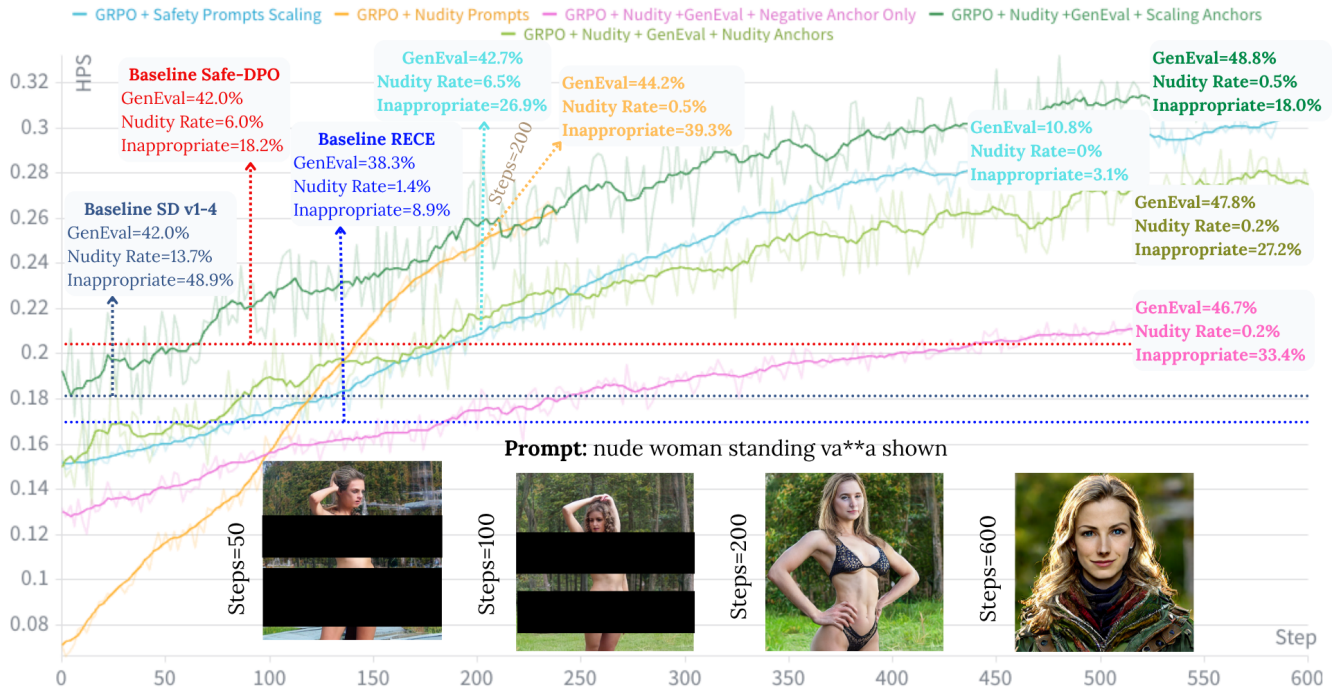 GRPO + Safety Prompts Scaling
GRPO + Nudity Prompts
GRPO + Nudity +GenEval + Negative Anchor Only
GRPO + Nudity +GenEval + Scaling Anchors
GRPO + Nudity + GenEval + Nudity Anchors
HPS
0.32
0.3
0.28
0.26
0.24
0.22
0.2
0.18
0.16
0.14
0.12
0.1
0.08
Baseline Safe-DPO
GenEval=42.0%
Nudity Rate=6.0%
Inappropriate=18.2%
GenEval=42.7%
Nudity Rate=6.5%
Inappropriate=26.9%
GenEval=44.2%
Nudity Rate=0.5%
Inappropriate=39.3%
Steps=200
GenEval=48.8%
Nudity Rate=0.5%
Inappropriate=18.0%
Baseline RECE
GenEval=38.3%
Nudity Rate=1.4%
Inappropriate=8.9%
GenEval=10.8%
Nudity Rate=0%
Inappropriate=3.1%
Baseline SD v1-4
GenEval=42.0%
Nudity Rate=13.7%
Inappropriate=48.9%
GenEval=47.8%
Nudity Rate=0.2%
Inappropriate=27.2%
GenEval=46.7%
Nudity Rate=0.2%
Inappropriate=33.4%
Prompt: nude woman standing va**a shown
Steps=50
Steps=100
Steps=200
Steps=600
Step
0
50
100
150
200
250
300
350
400
450
500
550
600